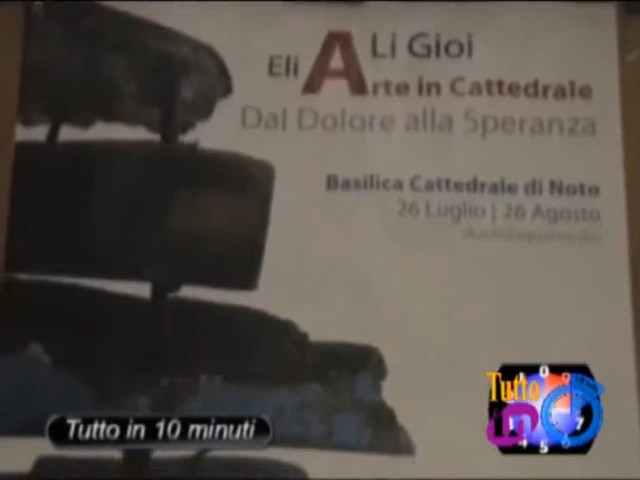 Eli A Li Gioi
Arte in Cattedrale
Dal Dolore alla Speranza
Basilica Cattedrale di Noto
26 Luglio | 26 Agosto
Tutto in 10 minuti
Tutto
in